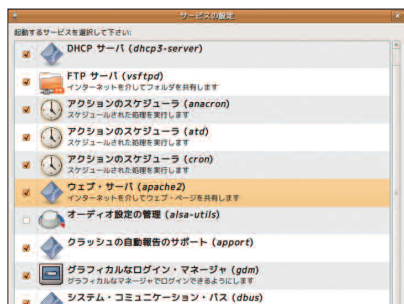 サービスの設定
起動するサービスを選択して下さい:
DHCP サーバ (dhcp3-server)
FTP サーバ (vsftpd)
インターネットを介してフォルダを共有します
アクションのスケジューラ (anacron)
スケジュールされた処理を実行します
アクションのスケジューラ (atd)
スケジュールされた処理を実行します
アクションのスケジューラ (cron)
スケジュールされた処理を実行します
ウェブ・サーバ (apache2)
インターネットを介してウェブ・ページを共有します
オーディオ設定の管理 (alsa-utils)
クラッシュの自動報告のサポート (apport)
グラフィカルなログイン・マネージャ (gdm)
グラフィカルなマネージャでログインできるようにします
システム・コミュニケーション・バス (dbus)